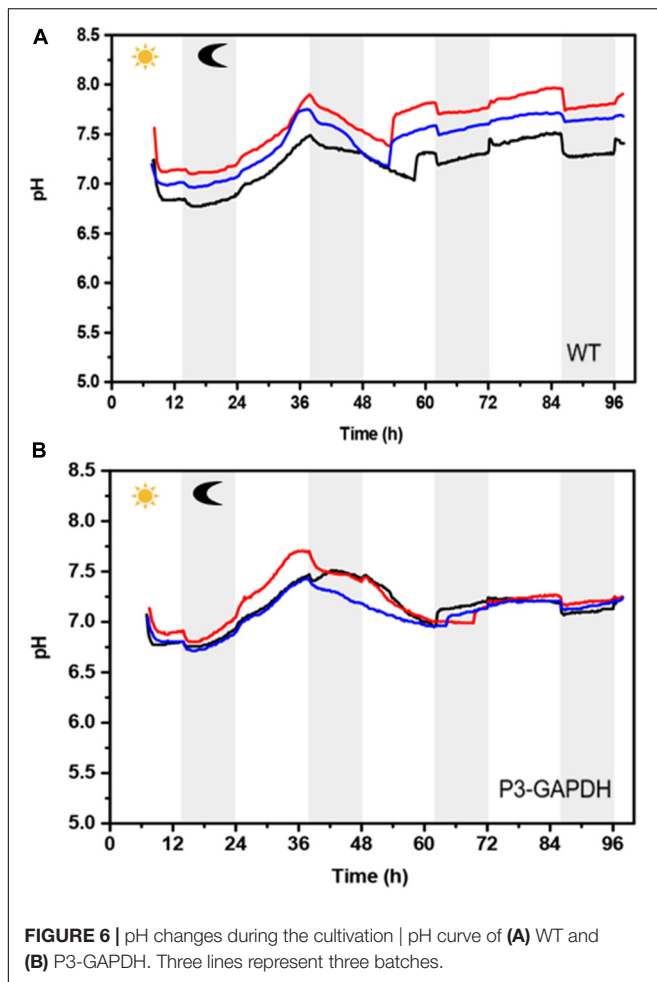 A
8.5
8.0
7.5
7.0
6.5
6.0
5.5
5.0
pH
WT
0 12 24 36 48 60 72 84 96
Time (h)
B
8.5
8.0
7.5
7.0
6.5
6.0
5.5
5.0
pH
P3-GAPDH
0 12 24 36 48 60 72 84 96
Time (h)
FIGURE 6 | pH changes during the cultivation | pH curve of (A) WT and
(B) P3-GAPDH. Three lines represent three batches.